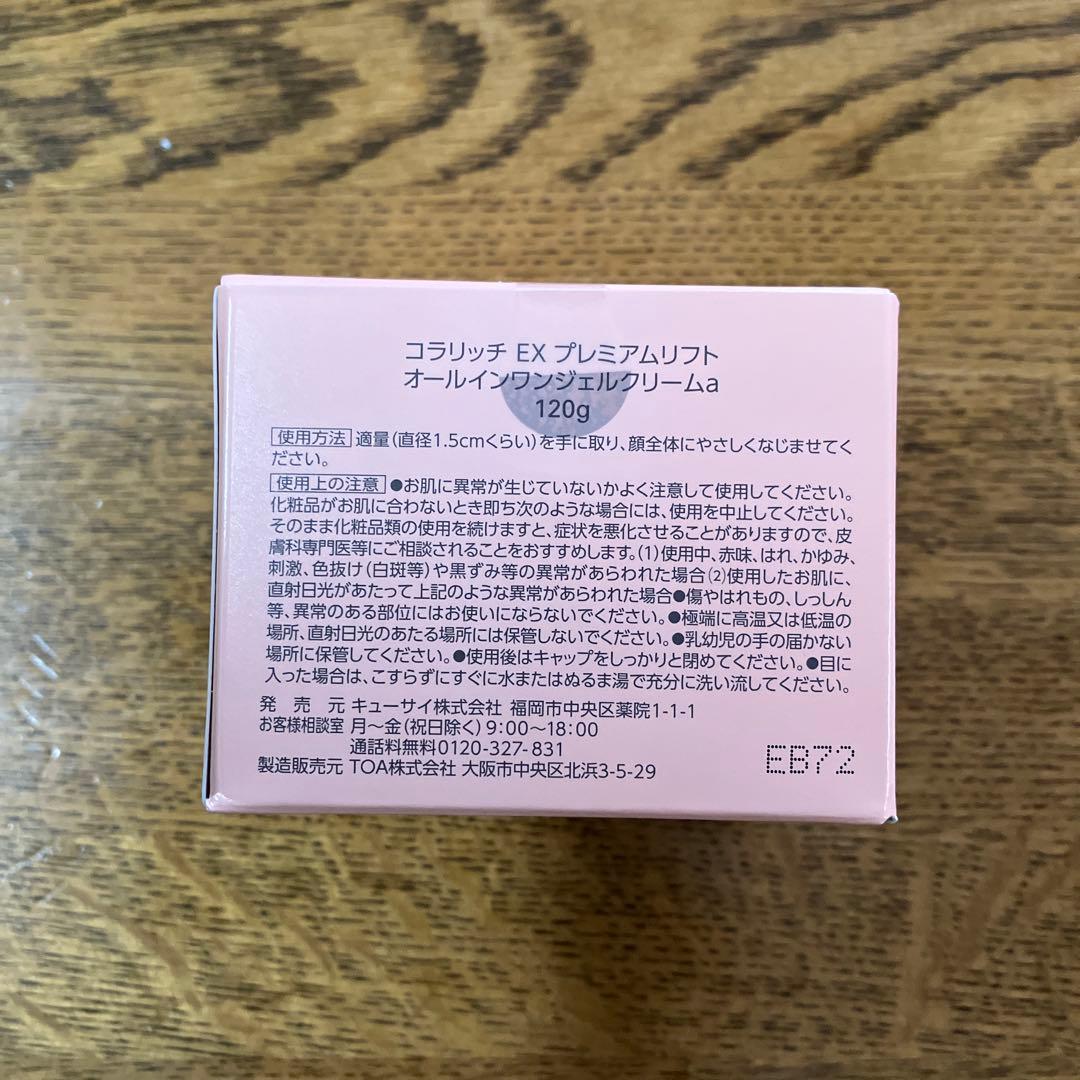 コラリッチ EX プレミアムリフト
オールインワンジェルクリームa
120g
使用方法 適量(直径1.5cmくらい)を手に取り、顔全体にやさしくなじませてく
ださい。
使用上の注意 ●お肌に異常が生じていないかよく注意して使用してください。
化粧品がお肌に合わないとき即ち次のような場合には、使用を中止してください。
そのまま化粧品類の使用を続けますと、症状を悪化させることがありますので、皮
膚科専門医等にご相談されることをおすすめします。(1)使用中、赤味、はれ、かゆみ、
刺激、色抜け(白斑等)や黒ずみ等の異常があらわれた場合(2)使用したお肌に、
直射日光があたって上記のような異常があらわれた場合●傷やはれもの、しっしん
等、異常のある部位にはお使いにならないでください。●極端に高温又は低温の
場所、直射日光のあたる場所には保管しないでください。●乳幼児の手の届かない
場所に保管してください。●使用後はキャップをしっかりと閉めてください。●目に
入った場合は、こすらずにすぐに水またはぬるま湯で充分に洗い流してください。
発売元 キューサイ株式会社 福岡市中央区薬院1-1-1
お客様相談室 月〜金(祝日除く)9:00〜18:00
通話料無料0120-327-831
製造販売元 TOA株式会社 大阪市中央区北浜3-5-29
EB72